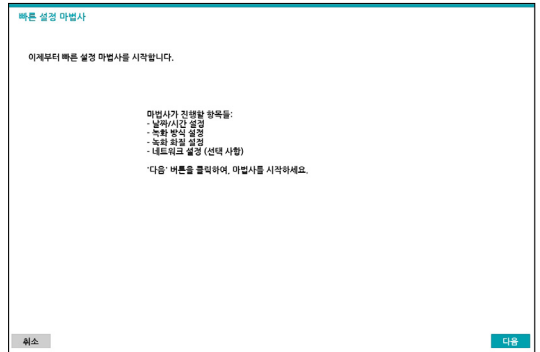 빠른 설정 마법사
이제부터 빠른 설정 마법사를 시작합니다.
마법사가 진행할 항목들:
- 날짜/시간 설정
- 녹화 방식 설정
- 녹화 화질 설정
- 네트워크 설정 (선택 사항)
'다음' 버튼을 클릭하여, 마법사를 시작하세요.
취소
다음